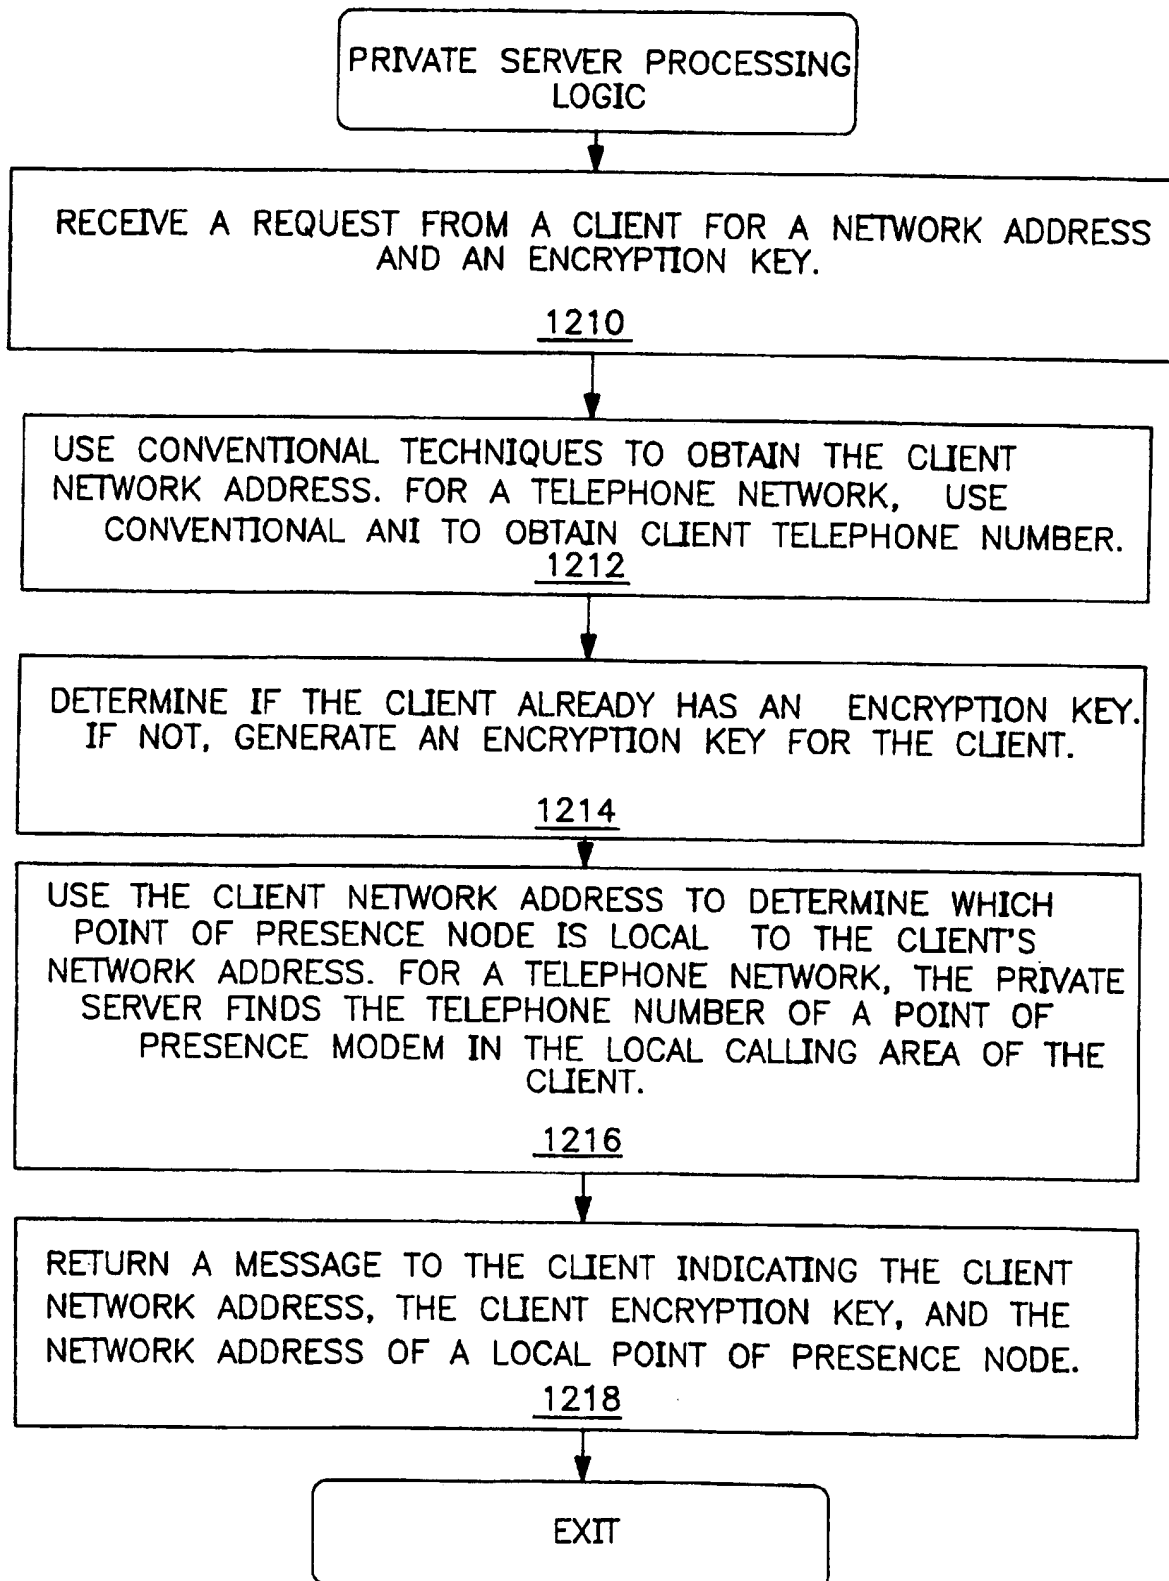 PRIVATE SERVER PROCESSING
LOGIC
RECEIVE A REQUEST FROM A CLIENT FOR A NETWORK ADDRESS
AND AN ENCRYPTION KEY.
1210
USE CONVENTIONAL TECHNIQUES TO OBTAIN THE CLIENT
NETWORK ADDRESS. FOR A TELEPHONE NETWORK, USE
CONVENTIONAL ANI TO OBTAIN CLIENT TELEPHONE NUMBER.
1212
DETERMINE IF THE CLIENT ALREADY HAS AN ENCRYPTION KEY.
IF NOT, GENERATE AN ENCRYPTION KEY FOR THE CLIENT.
1214
USE THE CLIENT NETWORK ADDRESS TO DETERMINE WHICH
POINT OF PRESENCE NODE IS LOCAL TO THE CLIENT'S
NETWORK ADDRESS. FOR A TELEPHONE NETWORK, THE PRIVATE
SERVER FINDS THE TELEPHONE NUMBER OF A POINT OF
PRESENCE MODEM IN THE LOCAL CALLING AREA OF THE
CLIENT.
1216
RETURN A MESSAGE TO THE CLIENT INDICATING THE CLIENT
NETWORK ADDRESS, THE CLIENT ENCRYPTION KEY, AND THE
NETWORK ADDRESS OF A LOCAL POINT OF PRESENCE NODE.
1218
EXIT